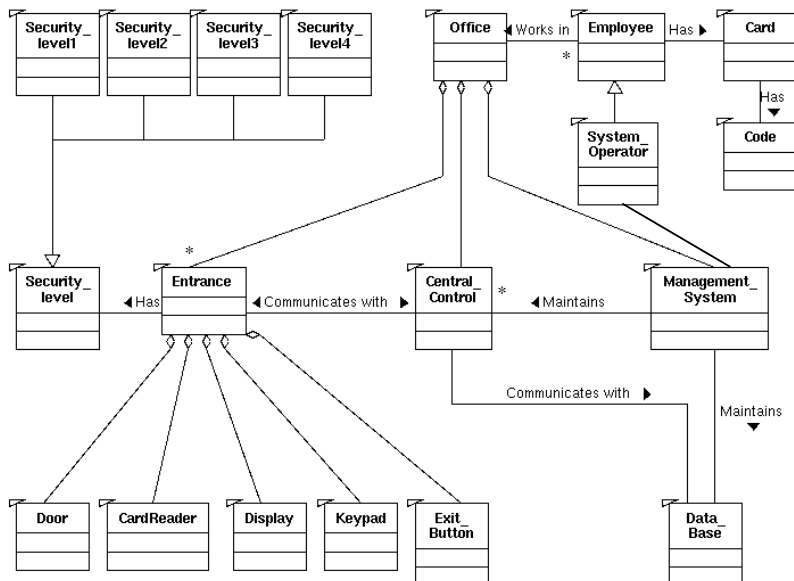 Security_
level1
Security_
level2
Security_
level3
Security_
level4
Office
Works in
*
Employee
Has
Card
Has
System_
Operator
Code
*
Security_
level
Has
Entrance
Communicates with
Central_
Control
*
Maintains
Management_
System
Communicates with
Maintains
Door
CardReader
Display
Keypad
Exit_
Button
Data_
Base